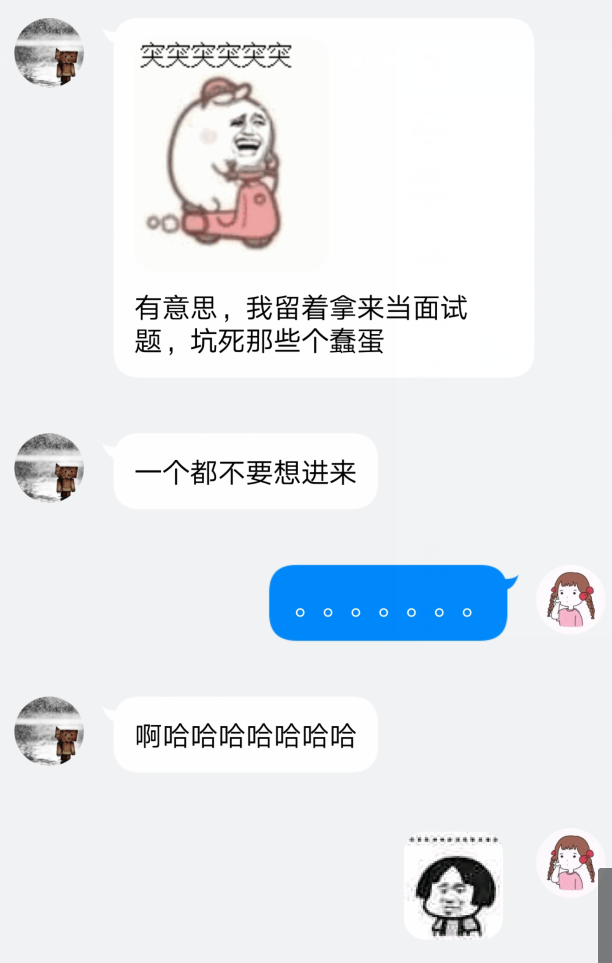 突突突突突突
有意思，我留着拿来当面试
题，坑死那些个蠢蛋
一个都不要想进来
。。。。。。。
啊哈哈哈哈哈哈哈